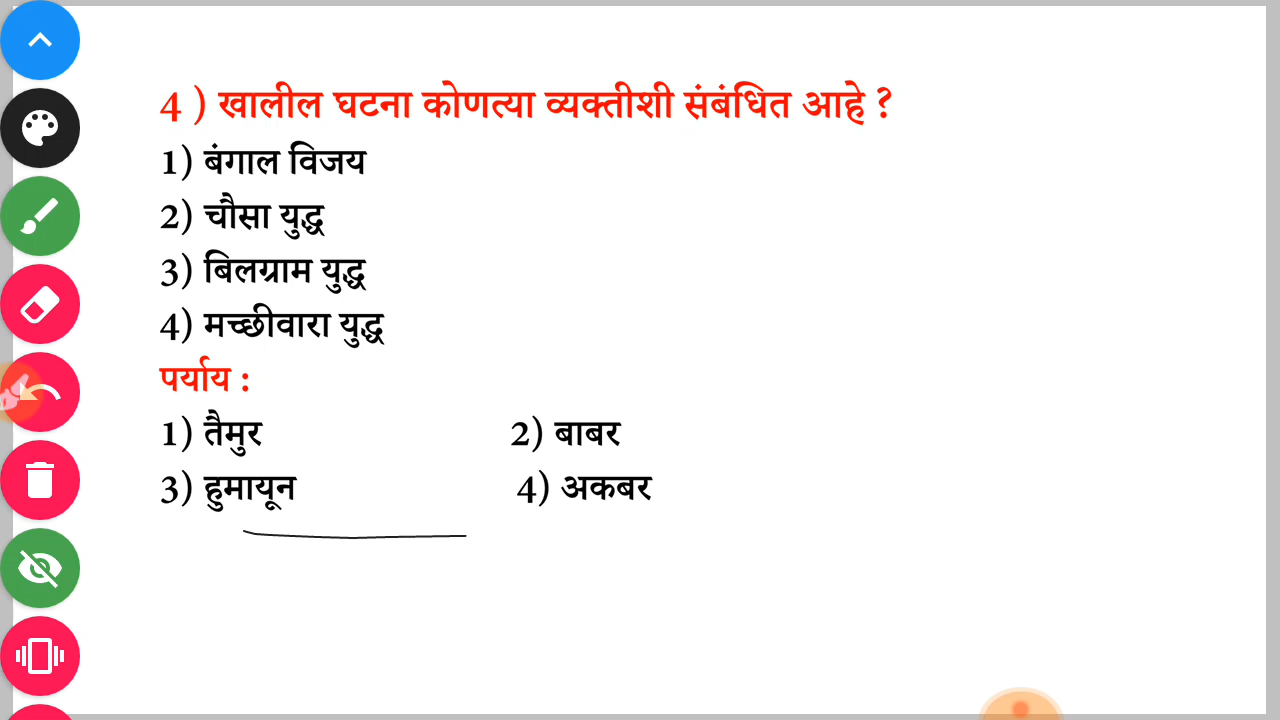 4 ) खालील घटना कोणत्या व्यक्तीशी संबंधित आहे ?
1) बंगाल विजय
2) चौसा युद्ध
3) बिलग्राम युद्ध
4) मच्छीवारा युद्ध
पर्याय :
1) तैमुर 2) बाबर
3) हुमायून 4) अकबर